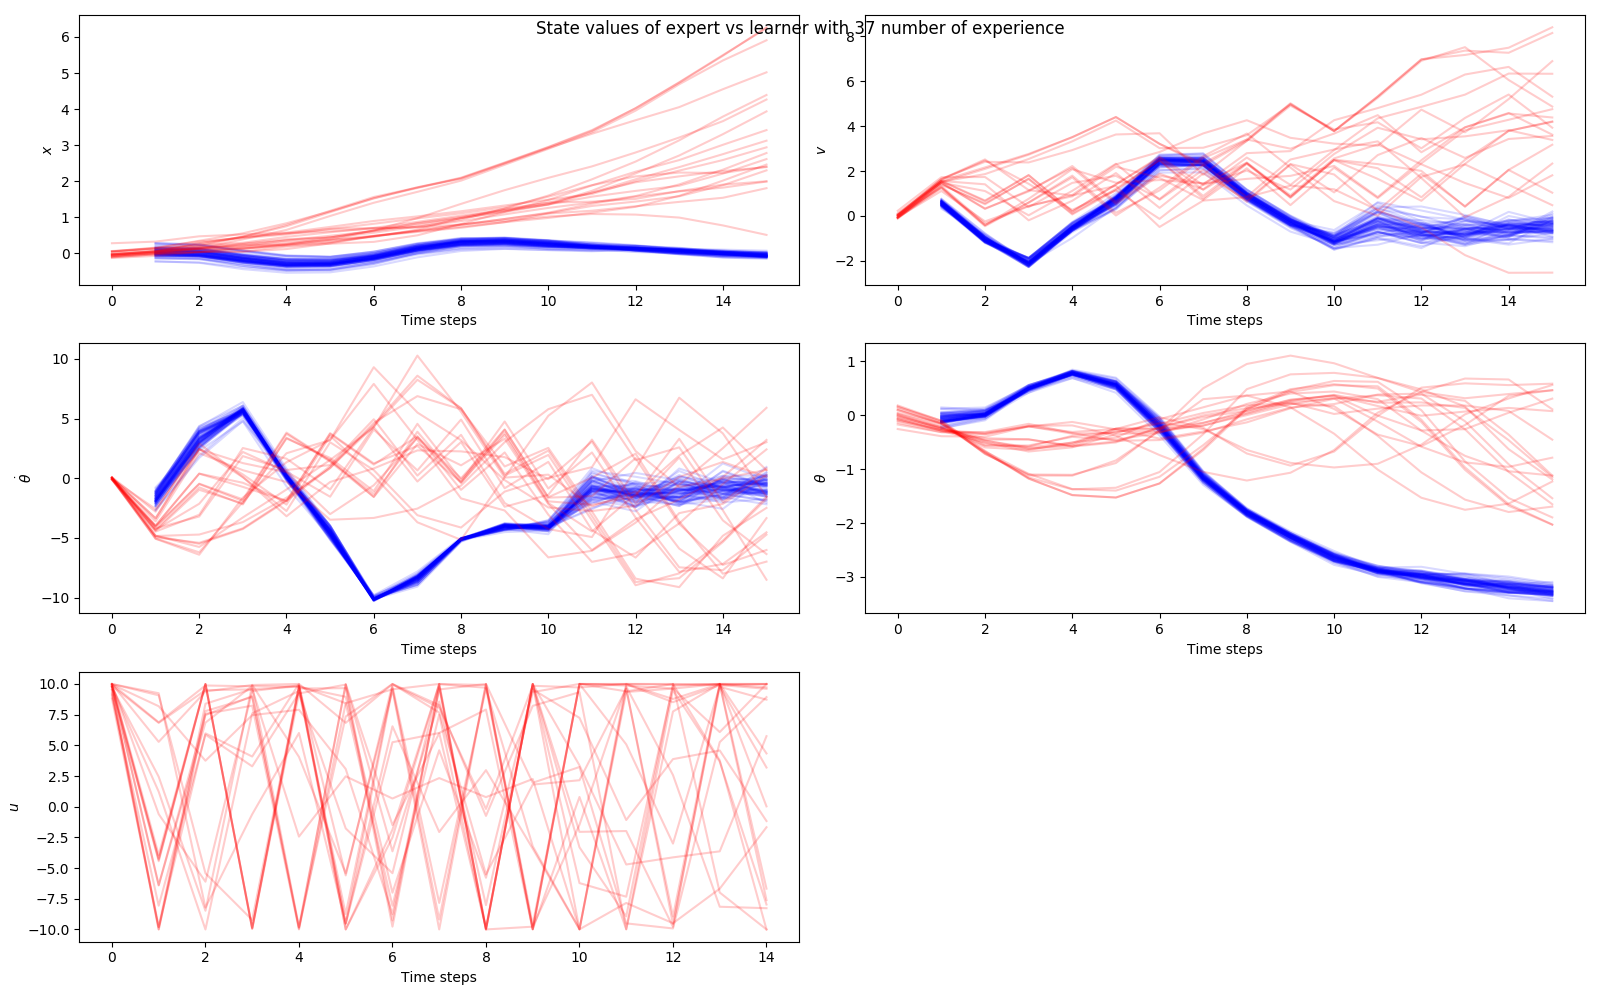 State values of expert vs learner with 37 number of experience
6
5
4
3
2
1
0
x
0 2 4 6 8 10 12 14
Time steps
8
6
4
2
0
−2
v
0 2 4 6 8 10 12 14
Time steps
10
5
0
−5
−10
θ̇
0 2 4 6 8 10 12 14
Time steps
1
0
−1
−2
−3
θ
0 2 4 6 8 10 12 14
Time steps
10.0
7.5
5.0
2.5
0.0
−2.5
−5.0
−7.5
−10.0
u
0 2 4 6 8 10 12 14
Time steps